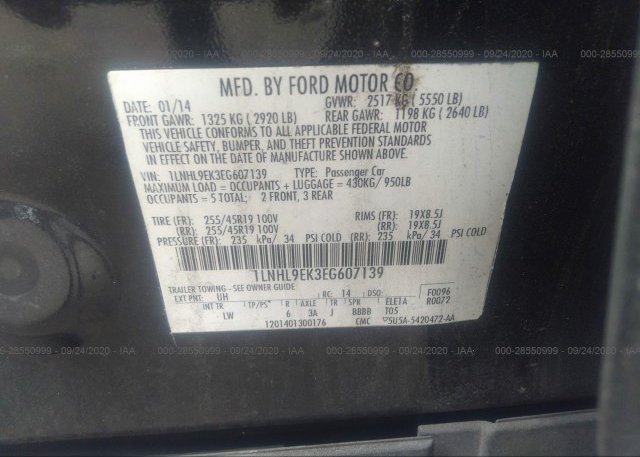 000-28550999 - 09/24/2020 - IAA
MFD. BY FORD MOTOR CO.
DATE: 01/14 GVWR: 2517 KG ( 5550 LB)
FRONT GAWR: 1325 KG ( 2920 LB) REAR GAWR: 1198 KG ( 2640 LB)
THIS VEHICLE CONFORMS TO ALL APPLICABLE FEDERAL MOTOR
VEHICLE SAFETY, BUMPER, AND THEFT PREVENTION STANDARDS
IN EFFECT ON THE DATE OF MANUFACTURE SHOWN ABOVE.
VIN: 1LNHL9EK3EG607139 TYPE: Passenger Car
MAXIMUM LOAD = OCCUPANTS + LUGGAGE = 430KG/ 950LB
OCCUPANTS = 5 TOTAL: 2 FRONT, 3 REAR
TIRE (FR): 255/45R19 100V RIMS (FR): 19X8.5J
(RR): 255/45R19 100V (RR): 19X8.5J
PRESSURE (FR): 235 kPa/ 34 PSI COLD (RR): 235 kPa/ 34 PSI COLD
1LNHL9EK3EG607139
TRAILER TOWING - SEE OWNER GUIDE
EXT PNT: UH RC: 14 DSO: F0096
R0072
INT TR TP/PS R AXLE TR SPR ELE1A
LW 6 3A J BBBB T05
1201401300176 CMC 5U5A-5420472-AA
000-28550999 - 09/24/2020 - IAA